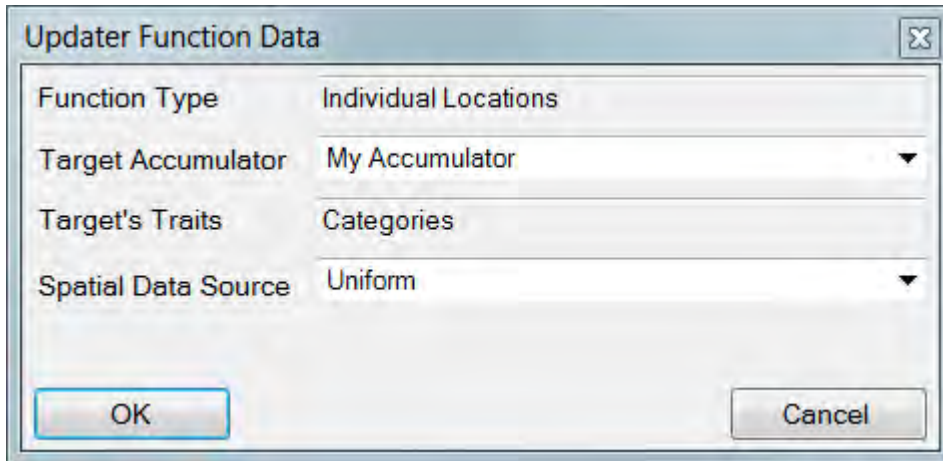 Updater Function Data
Function Type Individual Locations
Target Accumulator My Accumulator
Target's Traits Categories
Spatial Data Source Uniform
OK Cancel